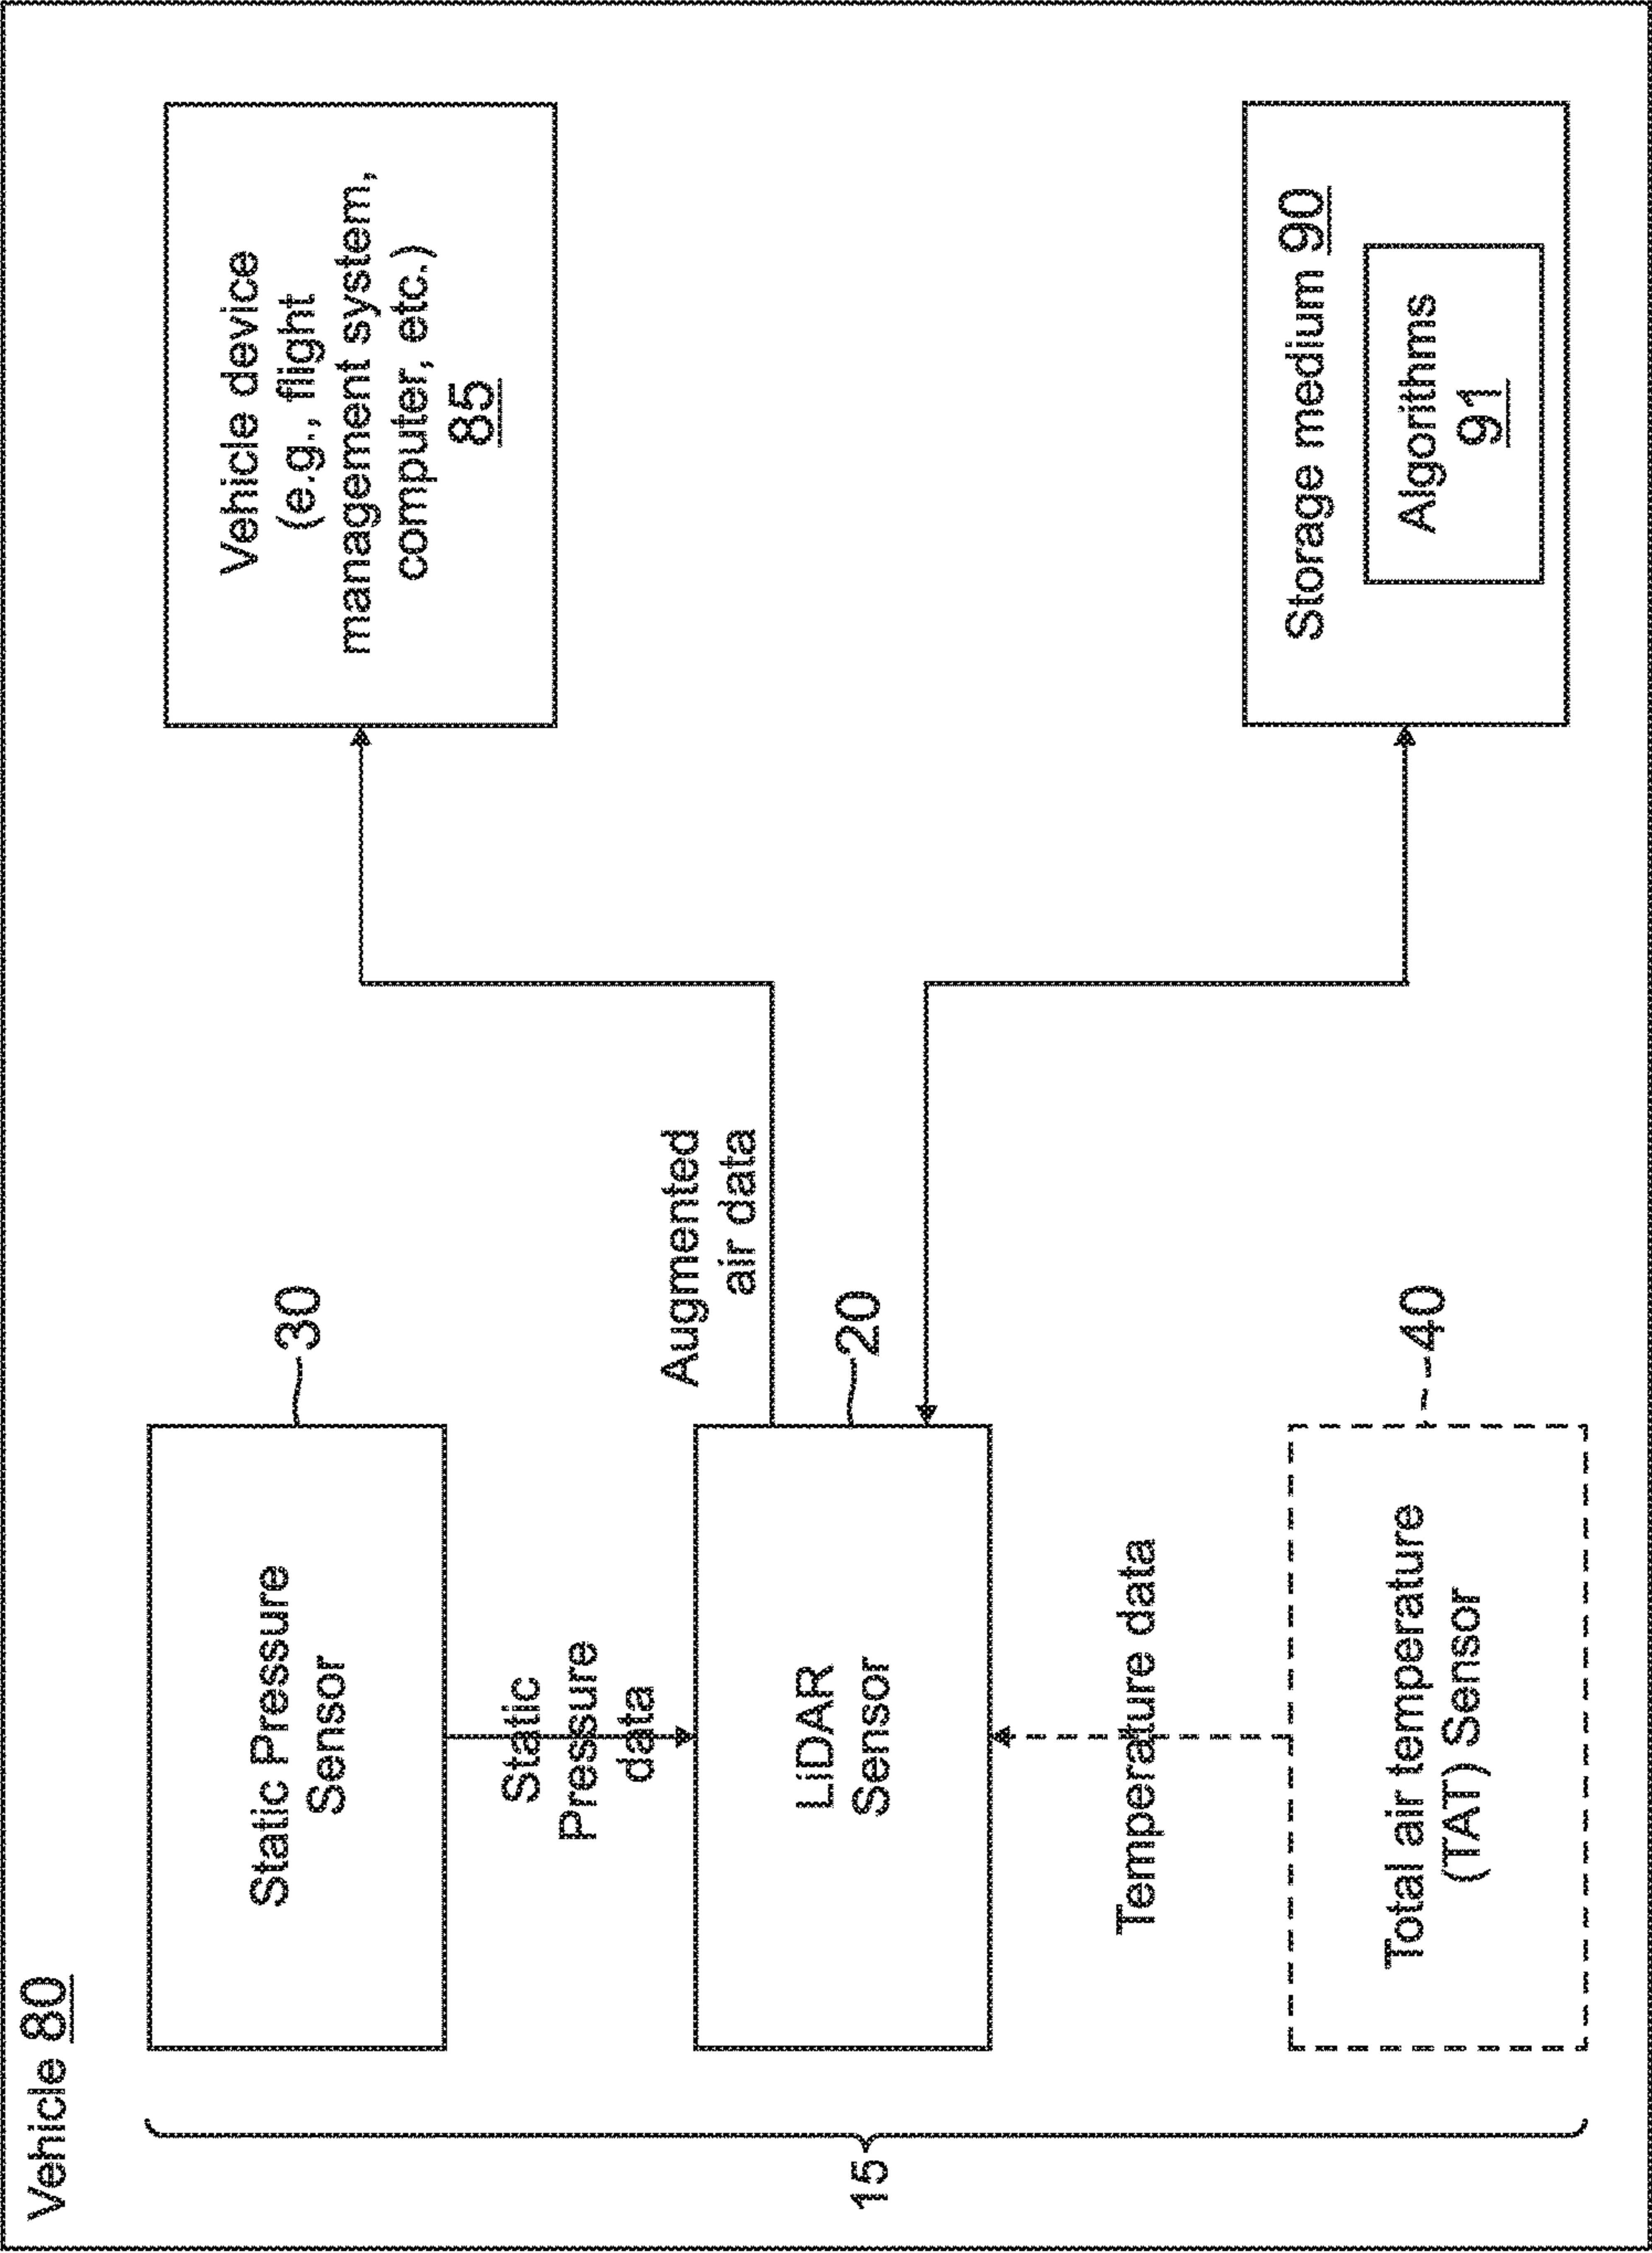 Vehicle 80
15
Static Pressure
Sensor
30
Static
Pressure
data
LiDAR
Sensor
20
Augmented
air data
Temperature data
Total air temperature
(TAT) Sensor
40
Vehicle device
(e.g., flight
management system,
computer, etc.)
85
Storage medium 90
Algorithms
91